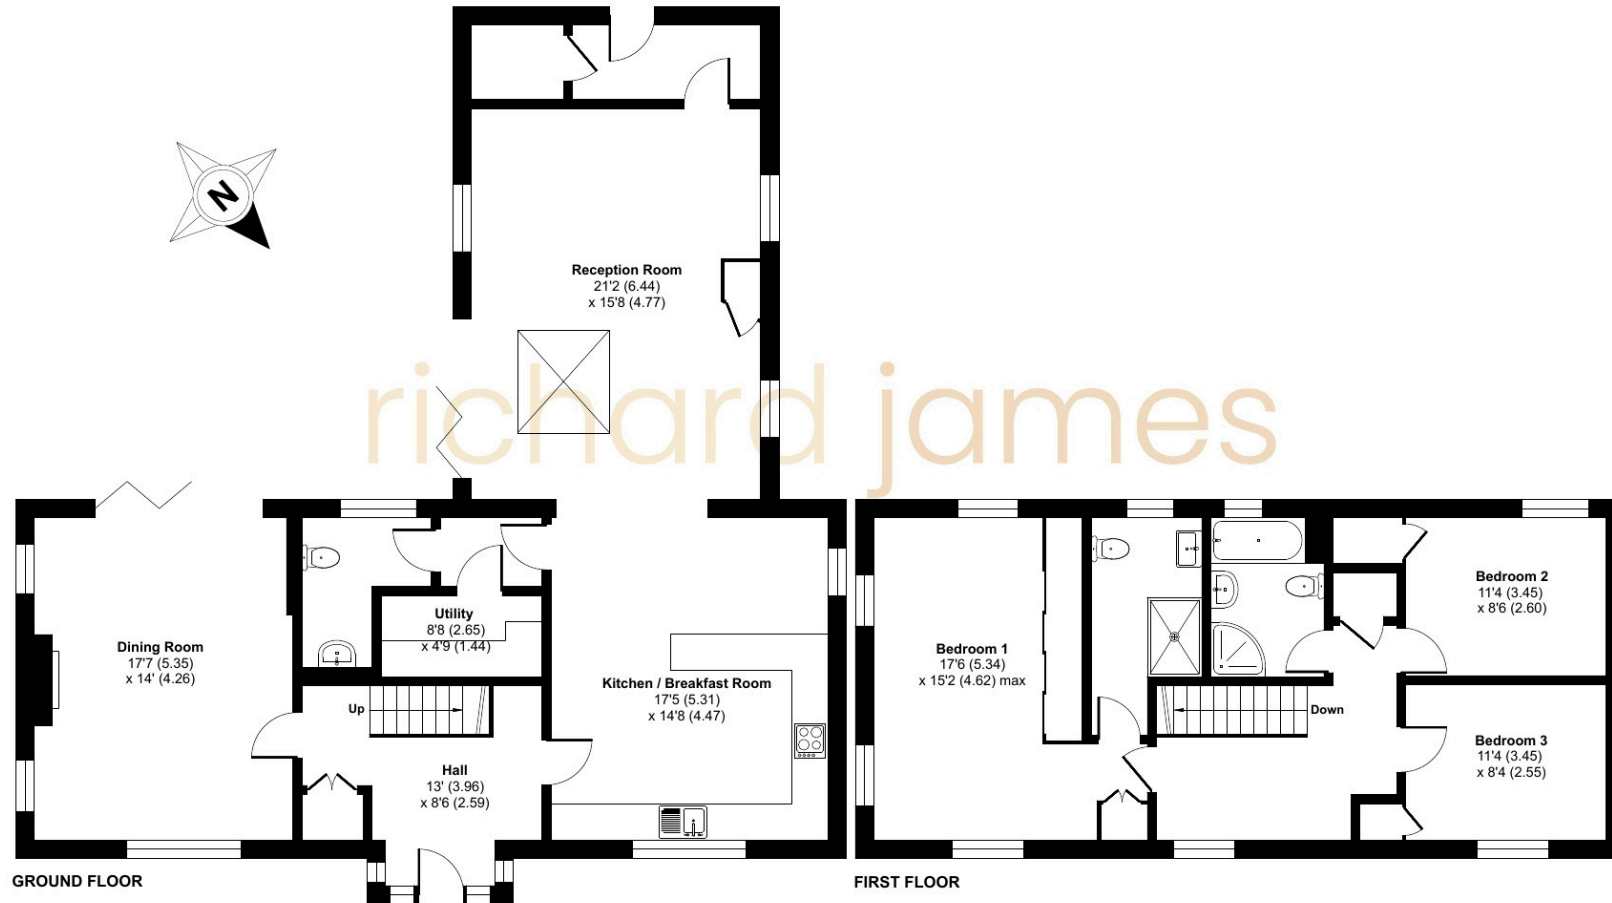 N
Reception Room
21'2 (6.44)
x 15'8 (4.77)
richard james
Dining Room
17'7 (5.35)
x 14' (4.26)
Utility
8'8 (2.65)
x 4'9 (1.44)
Kitchen / Breakfast Room
17'5 (5.31)
x 14'8 (4.47)
Up
Hall
13' (3.96)
x 8'6 (2.59)
GROUND FLOOR
Bedroom 1
17'6 (5.34)
x 15'2 (4.62) max
Bedroom 2
11'4 (3.45)
x 8'6 (2.60)
Down
Bedroom 3
11'4 (3.45)
x 8'4 (2.55)
FIRST FLOOR